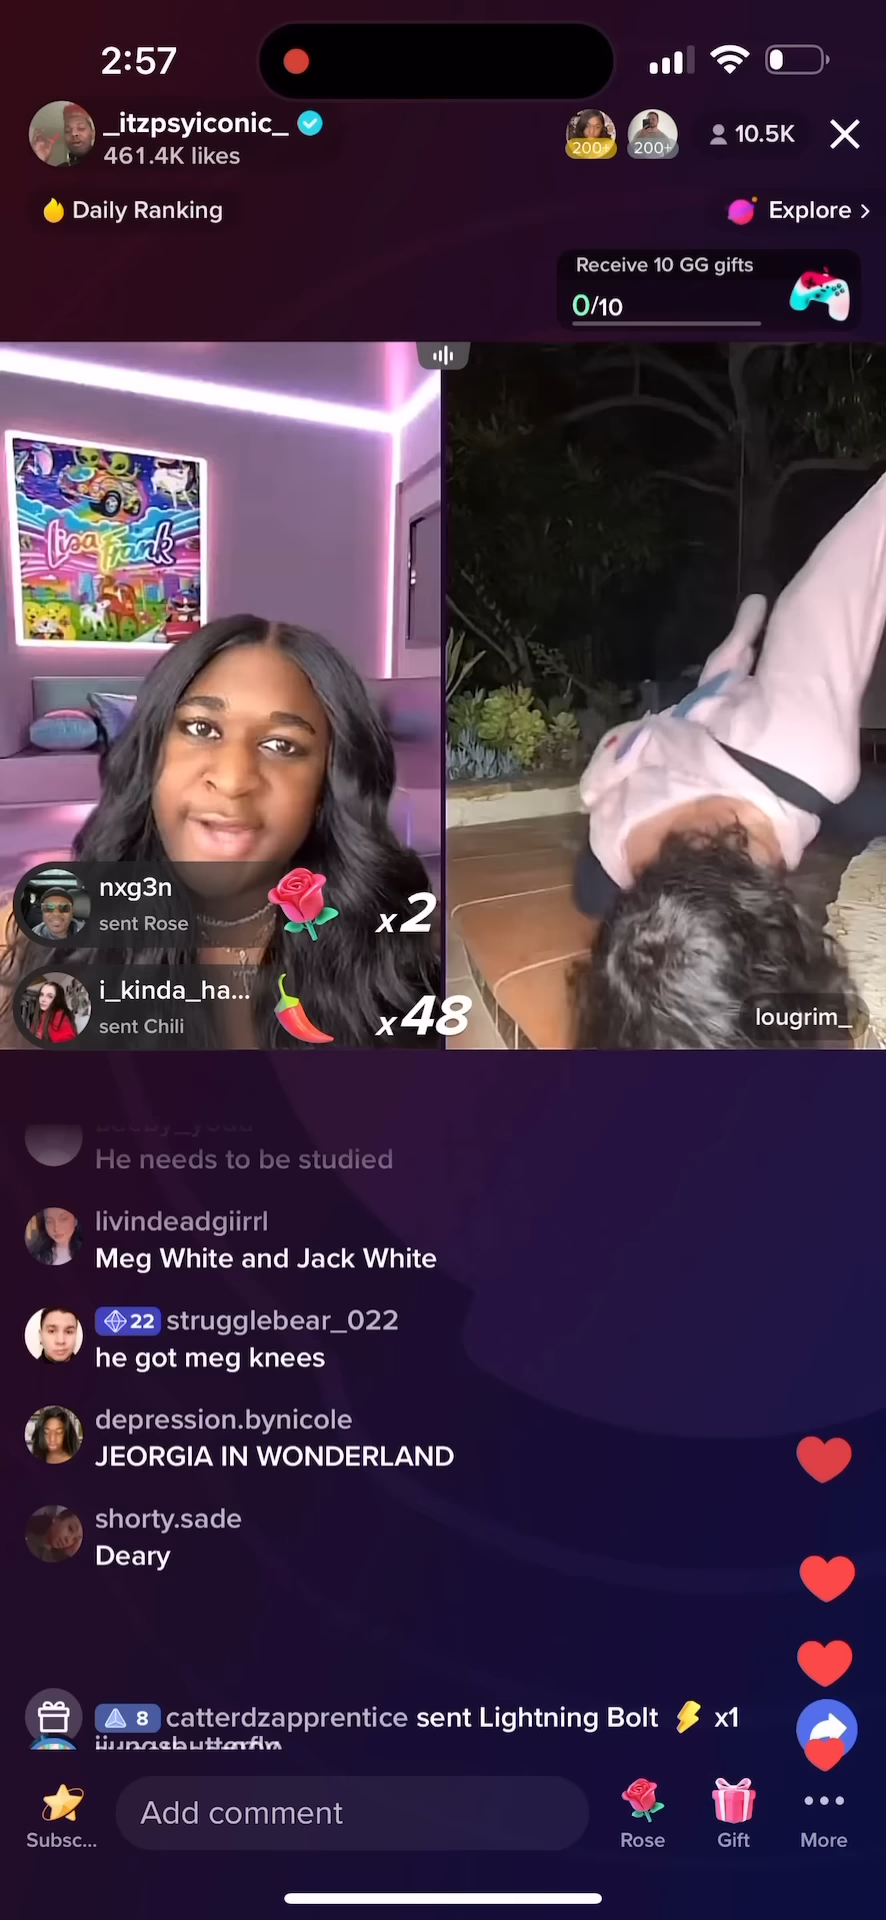 2:57
_itzpsyiconic_
461.4K likes
200+
200+
10.5K
Daily Ranking
Explore >
Receive 10 GG gifts
0/10
Lisa Frank
nxg3n
sent Rose
x2
i_kinda_ha...
sent Chili
x48
lougrim_
He needs to be studied
livindeadgiirrl
Meg White and Jack White
22 strugglebear_022
he got meg knees
depression.bynicole
JEORGIA IN WONDERLAND
shorty.sade
Deary
8 catterdzapprentice sent Lightning Bolt x1
Add comment
Subsc...
Rose
Gift
More